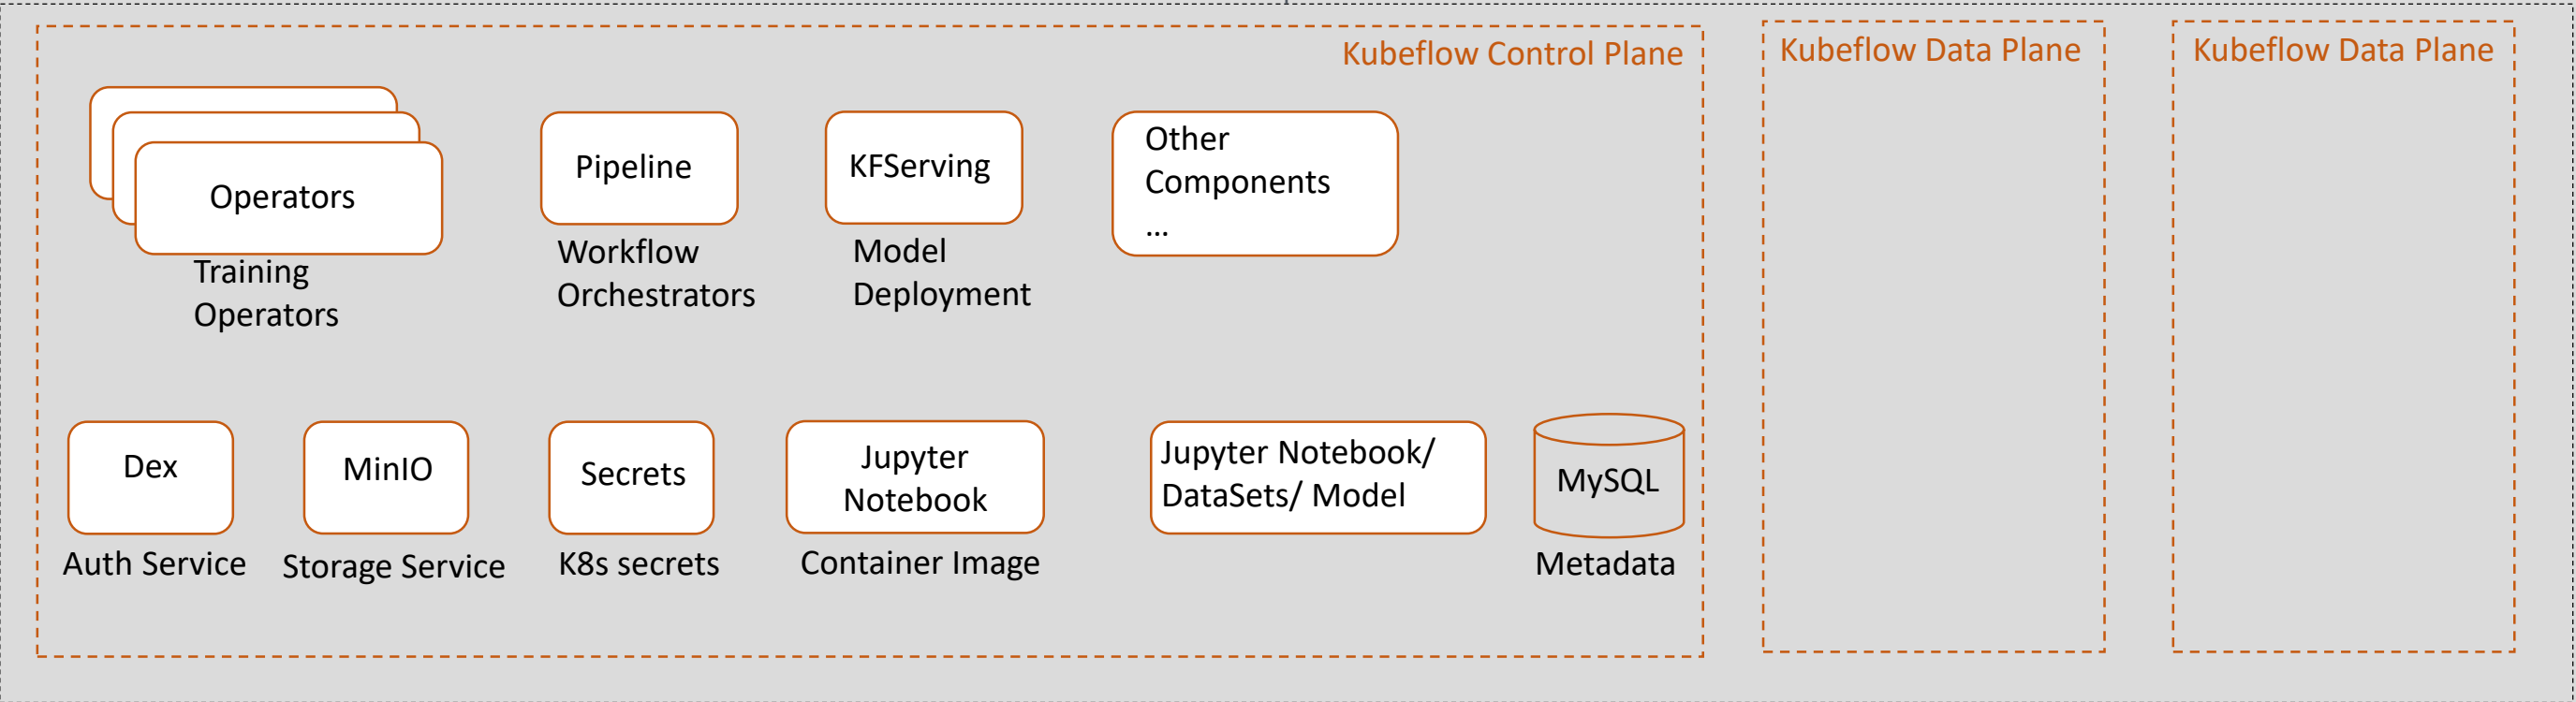 Kubeflow Control Plane
Kubeflow Data Plane
Kubeflow Data Plane
Operators
Training
Operators
Pipeline
Workflow
Orchestrators
KFServing
Model
Deployment
Other
Components
...
Dex
Auth Service
MinIO
Storage Service
Secrets
K8s secrets
Jupyter
Notebook
Container Image
Jupyter Notebook/
DataSets/ Model
MySQL
Metadata